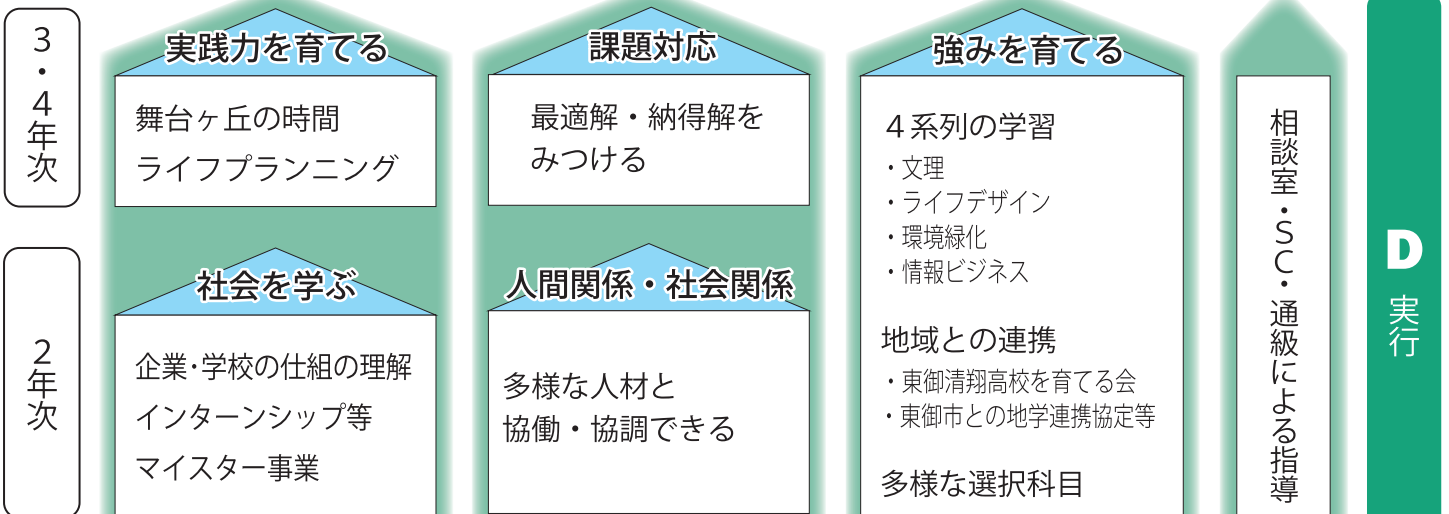 3・4年次
実践力を育てる
舞台ヶ丘の時間
ライフプランニング
課題対応
最適解・納得解を
みつける
強みを育てる
４系列の学習
・文理
・ライフデザイン
・環境緑化
・情報ビジネス
地域との連携
・東御清翔高校を育てる会
・東御市との地学連携協定等
多様な選択科目
相談室・SC・通級による指導
D
実行
2年次
社会を学ぶ
企業・学校の仕組の理解
インターンシップ等
マイスター事業
人間関係・社会関係
多様な人材と
協働・協調できる